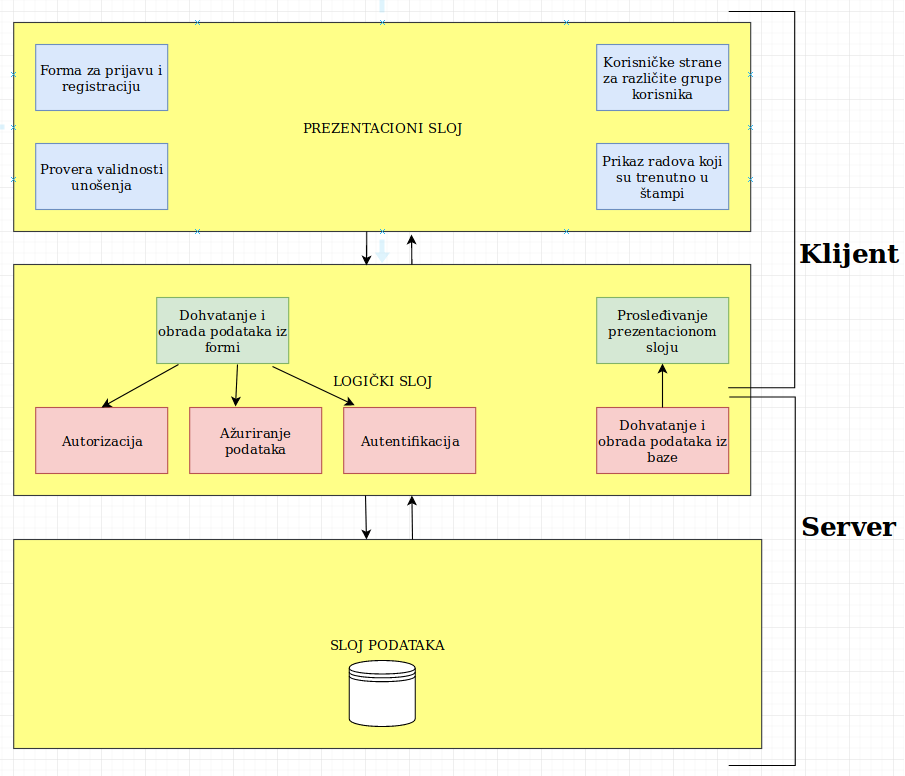 Forma za prijavu i
registraciju
Korisničke strane
za različite grupe
korisnika
PREZENTACIONI SLOJ
Provera validnosti
unošenja
Prikaz radova koji
su trenutno u
štampi
Klijent
Dohvatanje i
obrada podataka iz
formi
Prosleđivanje
prezentacionom
sloju
LOGIČKI SLOJ
Autorizacija
Ažuriranje
podataka
Autentifikacija
Dohvatanje i
obrada podataka iz
baze
Server
SLOJ PODATAKA